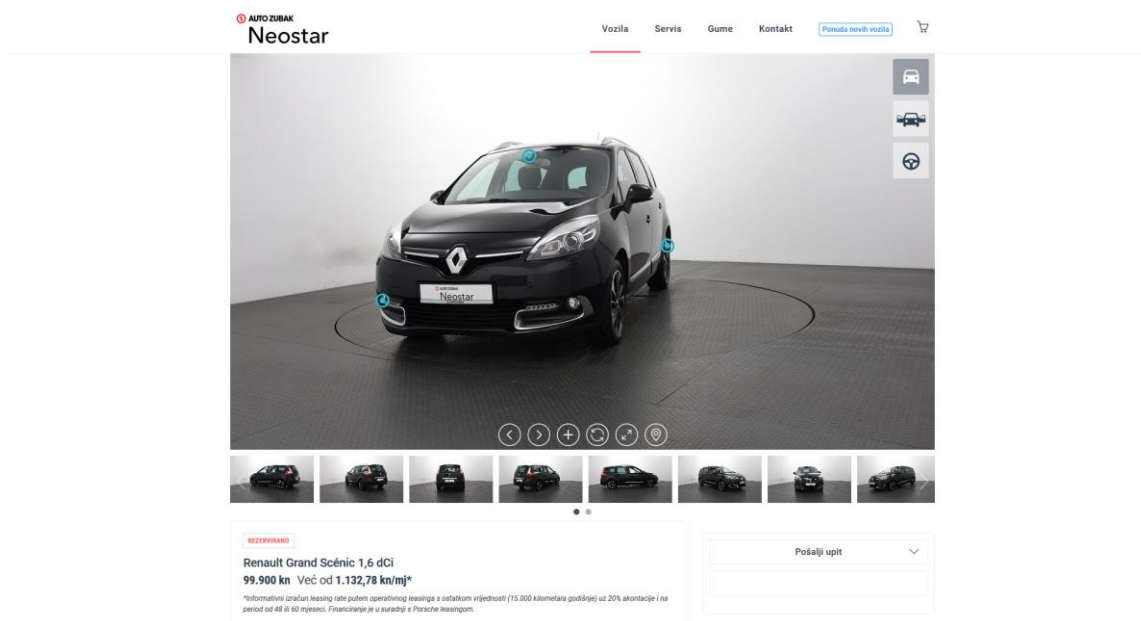 AUTO ZUBAK
Neostar
Vozila
Servis
Gume
Kontakt
Ponuda novih vozila
AUTO ZUBAK
Neostar
REZERVIRANO
Renault Grand Scénic 1,6 dCi
99.900 kn Već od 1.132,78 kn/mj*
*Informativni izračun leasing rate putem operativnog leasinga s ostatkom vrijednosti (15.000 kilometara godišnje) uz 20% akontacije i na
period od 48 ili 60 mjeseci. Financiranje je u suradnji s Porsche leasingom.
Pošalji upit